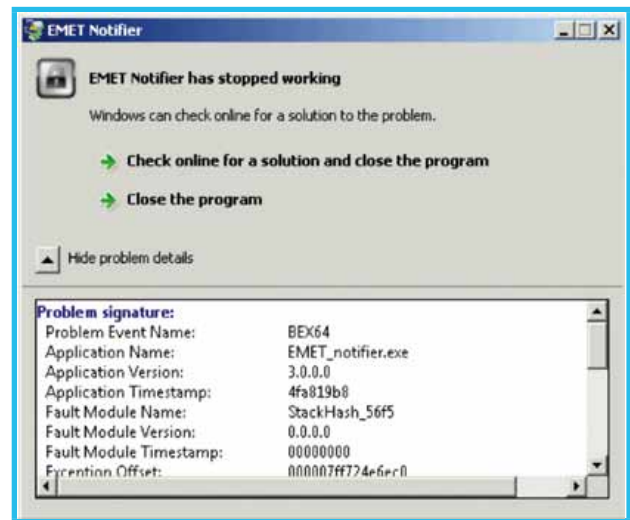 EMET Notifier
EMET Notifier has stopped working
Windows can check online for a solution to the problem.
Check online for a solution and close the program
Close the program
Hide problem details
Problem signature:
Problem Event Name: BEX64
Application Name: EMET_notifier.exe
Application Version: 3.0.0.0
Application Timestamp: 4fa819b8
Fault Module Name: StackHash_56f5
Fault Module Version: 0.0.0.0
Fault Module Timestamp: 00000000
Exception Offset: 000007ff724e6ec0